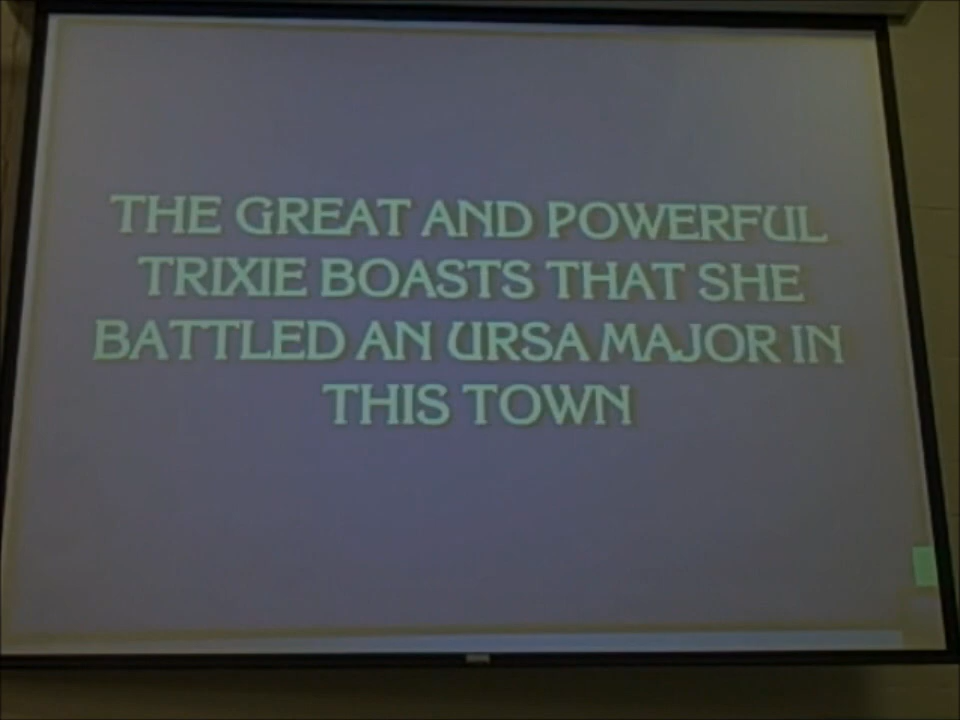 THE GREAT AND POWERFUL
TRIXIE BOASTS THAT SHE
BATTLED AN URSA MAJOR IN
THIS TOWN